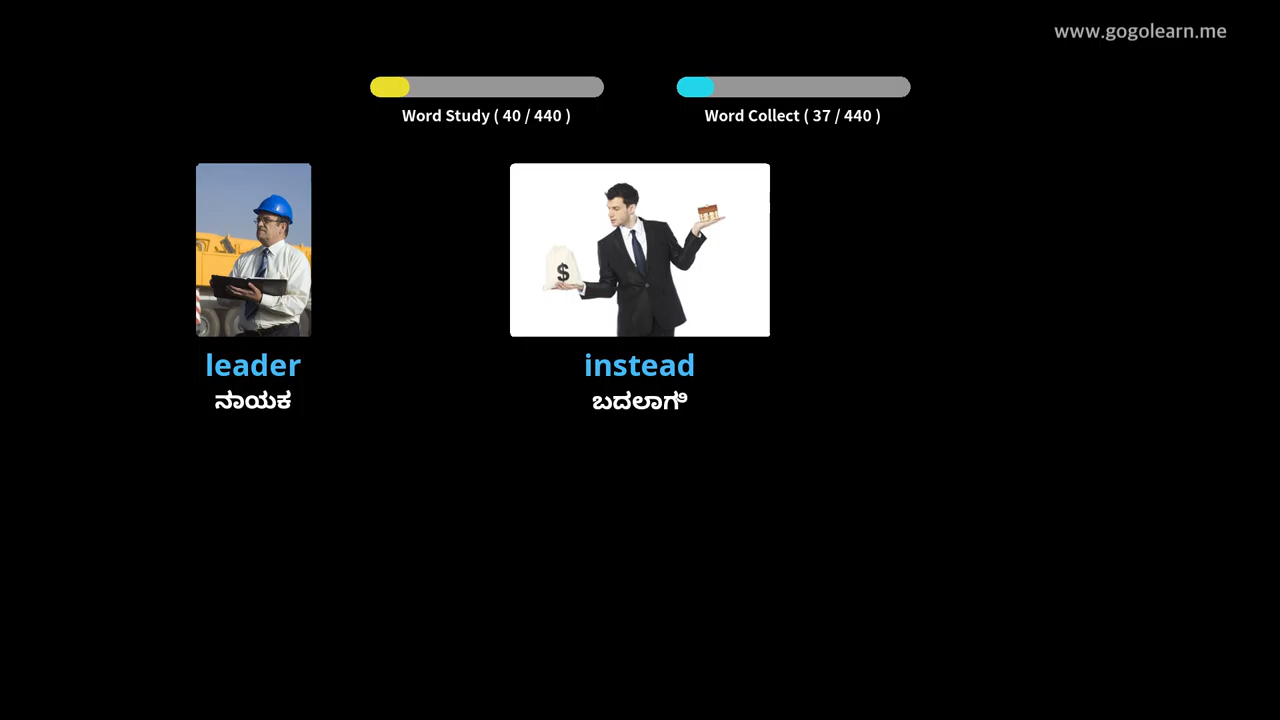 www.gogolearn.me
Word Study ( 40 / 440 )
Word Collect ( 37 / 440 )
$
leader
ನಾಯಕ
instead
ಬದಲಾಗಿ